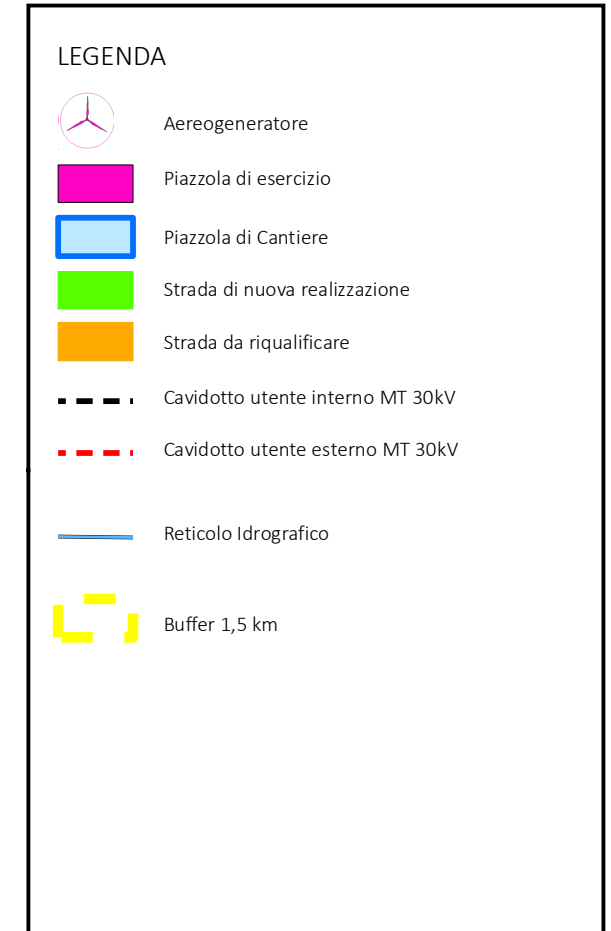 LEGENDA
Aereogeneratore
Piazzola di esercizio
Piazzola di Cantiere
Strada di nuova realizzazione
Strada da riqualificare
Cavidotto utente interno MT 30kV
Cavidotto utente esterno MT 30kV
Reticolo Idrografico
Buffer 1,5 km